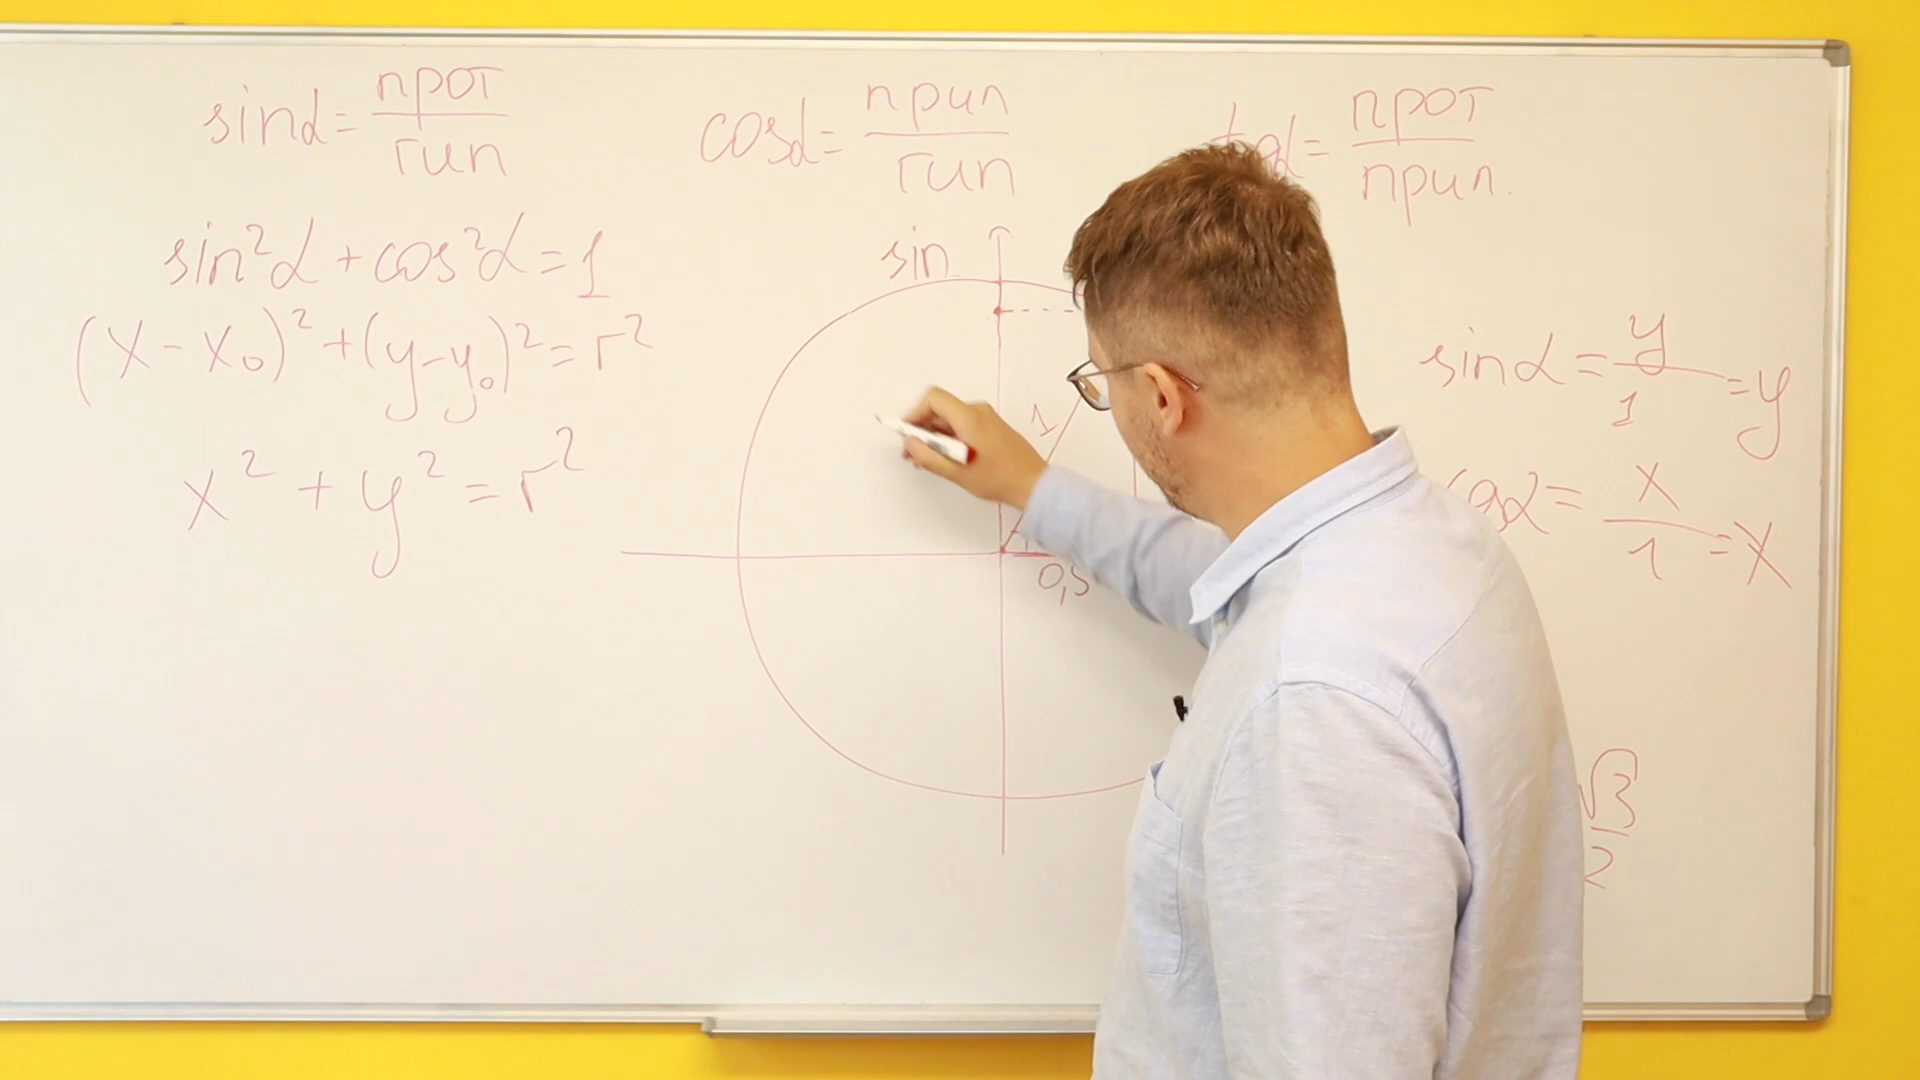 sinα = прот/гип
cosα = прил/гип
tgα = прот/прил.
sin²α + cos²α = 1
(x - x₀)² + (y - y₀)² = r²
x² + y² = r²
sin
1
0,5
sinα = y/1 = y
cosα = x/1 = x
√3/2